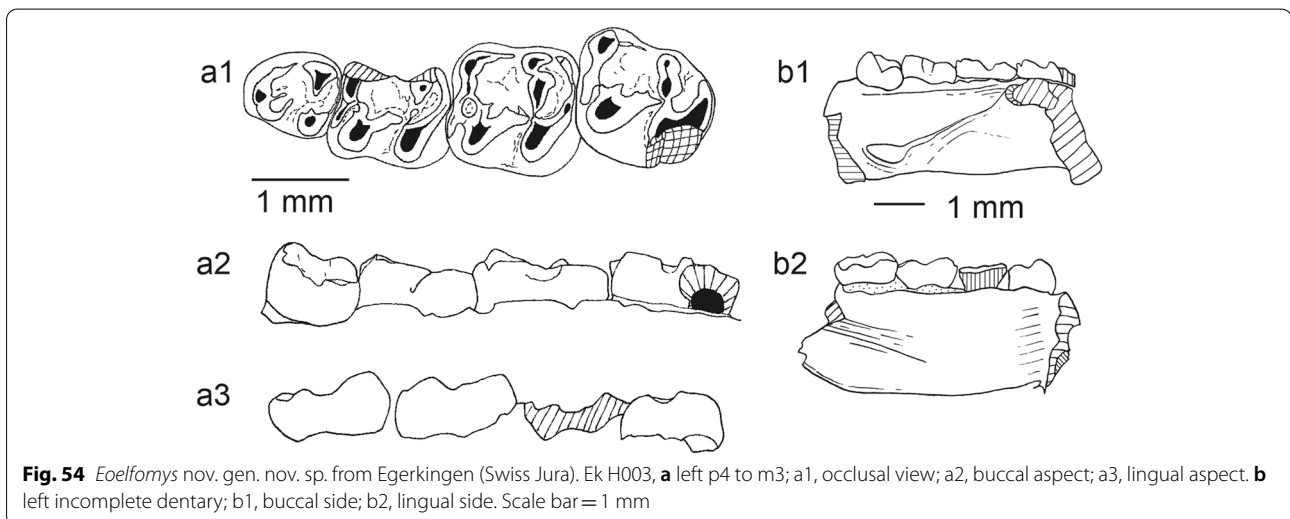 a1
1 mm
a2
a3
b1
1 mm
b2
Fig. 54 Eoelfomys nov. gen. nov. sp. from Egerkingen (Swiss Jura). Ek H003, a left p4 to m3; a1, occlusal view; a2, buccal aspect; a3, lingual aspect. b
left incomplete dentary; b1, buccal side; b2, lingual side. Scale bar = 1 mm